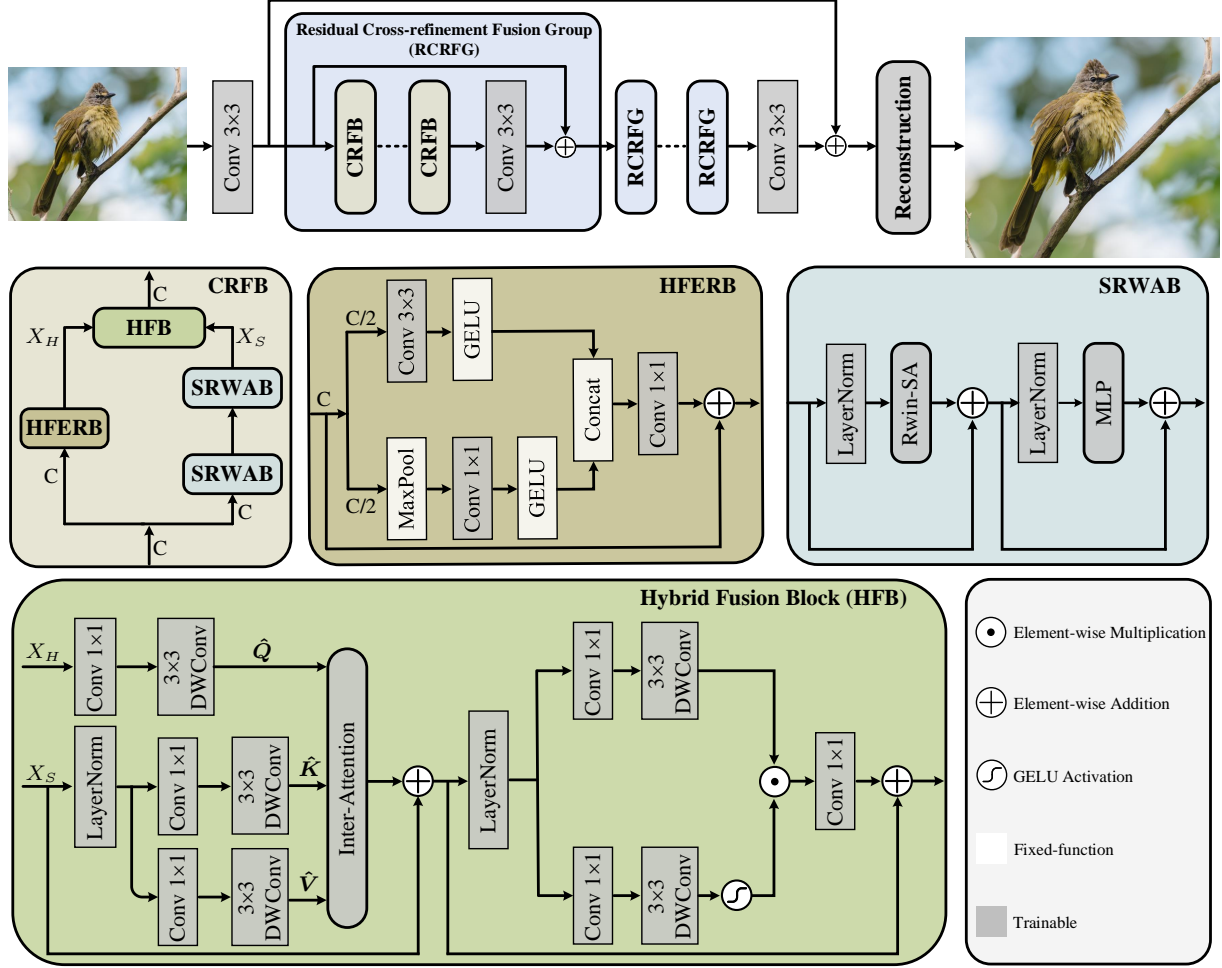 Residual Cross-refinement Fusion Group
(RCRFG)
Conv 3×3
CRFB
CRFB
Conv 3×3
RCRFG
RCRFG
Conv 3×3
Reconstruction
CRFB
C
HFB
X_H
X_S
SRWAB
HFERB
SRWAB
C
C
C
HFERB
C/2
Conv 3×3
GELU
C
Concat
Conv 1×1
C/2
MaxPool
Conv 1×1
GELU
SRWAB
LayerNorm
Rwin-SA
LayerNorm
MLP
Hybrid Fusion Block (HFB)
X_H
Conv 1×1
3×3
DWConv
Q̂
X_S
LayerNorm
Conv 1×1
3×3
DWConv
K̂
Conv 1×1
3×3
DWConv
V̂
Inter-Attention
LayerNorm
Conv 1×1
3×3
DWConv
Conv 1×1
3×3
DWConv
Conv 1×1
Element-wise Multiplication
Element-wise Addition
GELU Activation
Fixed-function
Trainable